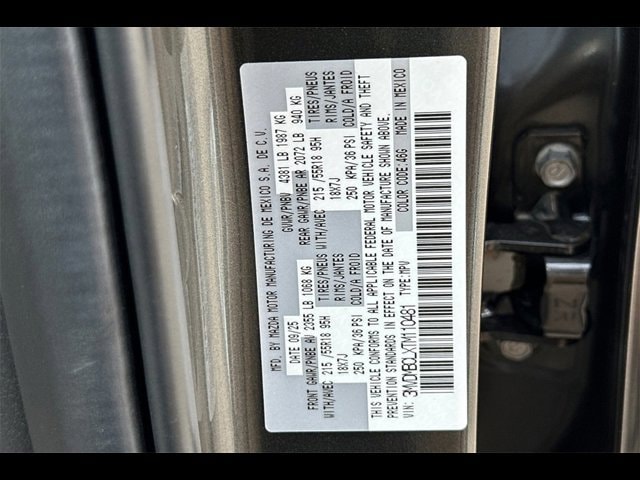 MFD. BY MAZDA MOTOR MANUFACTURING DE MEXICO S.A. DE C.V.
DATE 09/25 GVWR/PNBV 4381 LB 1987 KG
FRONT GAWR/PNBE AV 2355 LB 1068 KG REAR GAWR/PNBE AR 2072 LB 940 KG
WITH/AVEC 215 /55R18 95H TIRES/PNEUS WITH/AVEC 215 /55R18 95H TIRES/PNEUS
18X7J RIMS/JANTES 18X7J RIMS/JANTES
250 KPA/36 PSI COLD/A FROID 250 KPA/36 PSI COLD/A FROID
THIS VEHICLE CONFORMS TO ALL APPLICABLE FEDERAL MOTOR VEHICLE SAFETY AND THEFT
PREVENTION STANDARDS IN EFFECT ON THE DATE OF MANUFACTURE SHOWN ABOVE.
TYPE:MPV COLOR CODE:46G MADE IN MEXICO
VIN: 3MVDMBCLXTM110481